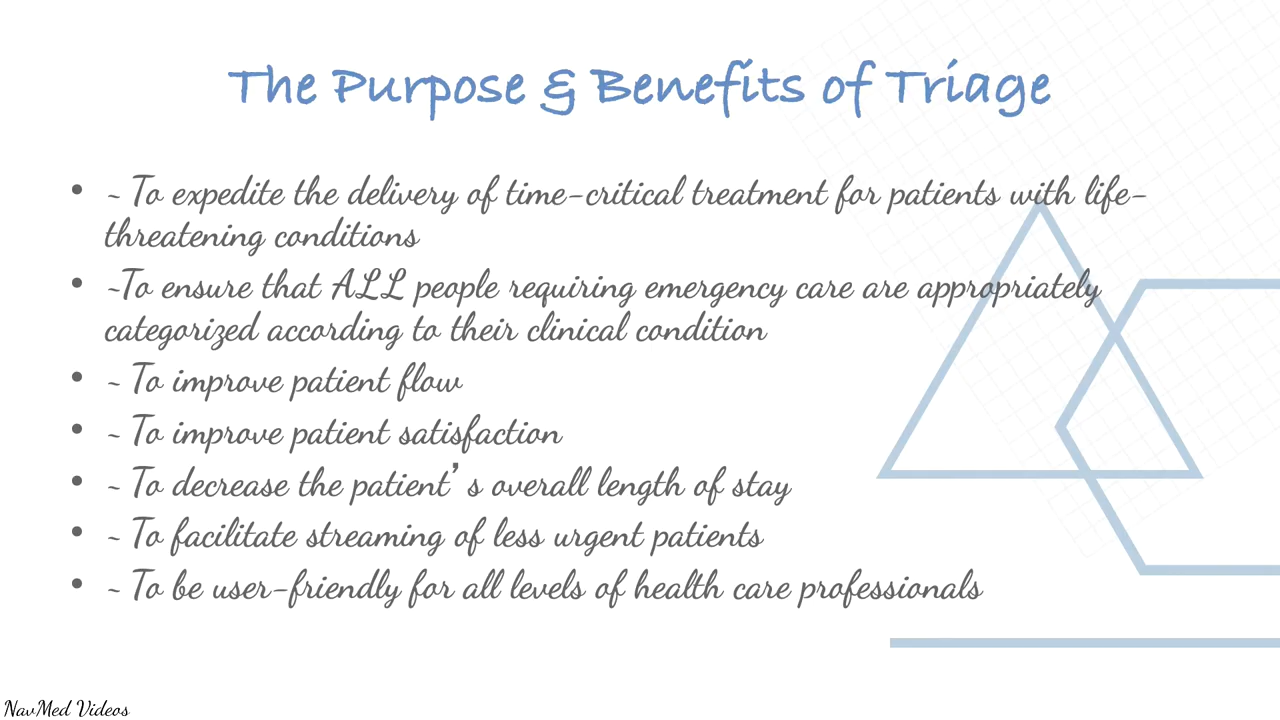 The Purpose & Benefits of Triage
• ~ To expedite the delivery of time-critical treatment for patients with life-
threatening conditions
• ~To ensure that ALL people requiring emergency care are appropriately
categorized according to their clinical condition
• ~ To improve patient flow
• ~ To improve patient satisfaction
• ~ To decrease the patient’ s overall length of stay
• ~ To facilitate streaming of less urgent patients
• ~ To be user-friendly for all levels of health care professionals
NavMed Videos